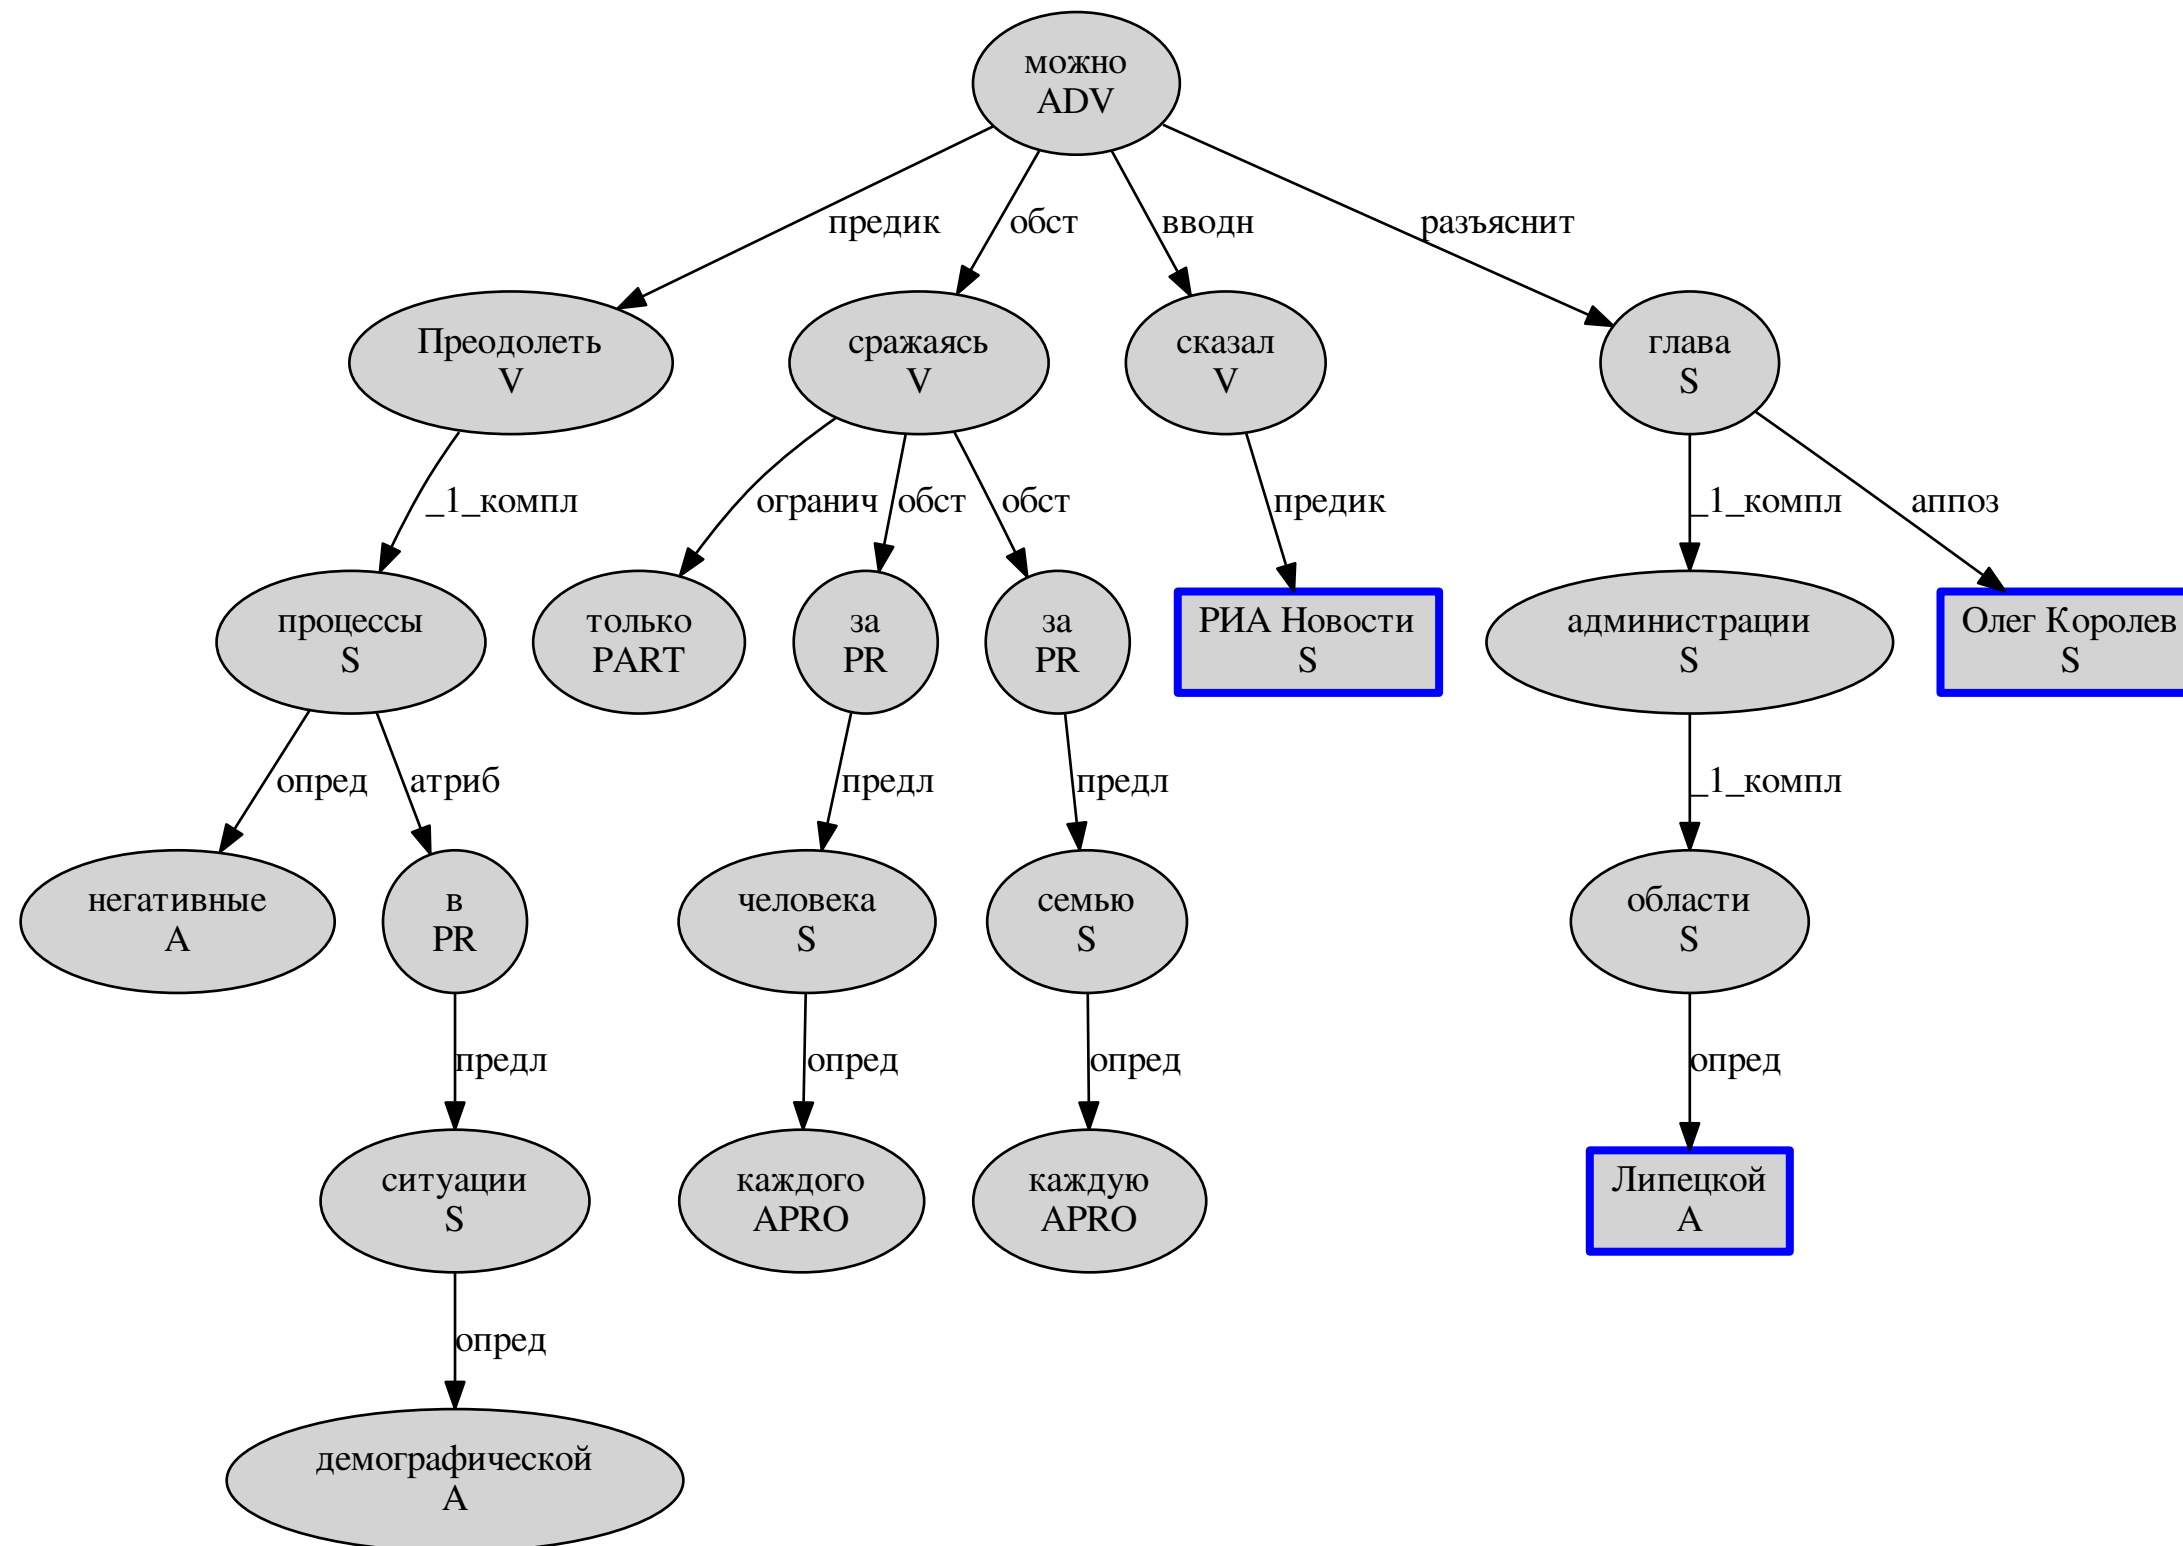 можно
ADV
предик
обст
вводн
разъяснит
Преодолеть
V
сражаясь
V
сказал
V
глава
S
_1_компл
огранич
обст
обст
предик
_1_компл
аппоз
процессы
S
только
PART
за
PR
за
PR
РИА Новости
S
администрации
S
Олег Королев
S
опред
атриб
предл
предл
_1_компл
негативные
A
в
PR
человека
S
семью
S
области
S
предл
опред
опред
опред
ситуации
S
каждого
APRO
каждую
APRO
Липецкой
A
опред
демографической
A